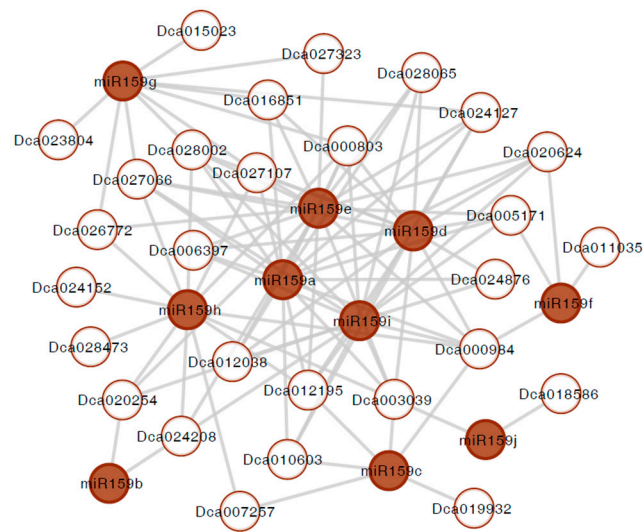 Dca015023
Dca027323
miR159g
Dca028065
Dca016851
Dca024127
Dca023804
Dca028002
Dca000803
Dca020624
Dca027066
Dca027107
miR159e
Dca005171
Dca026772
miR159d
Dca006397
Dca011035
Dca024152
miR159a
Dca024876
miR159h
miR159i
miR159f
Dca028473
Dca012038
Dca000984
Dca012195
Dca018586
Dca020254
Dca003039
Dca024208
miR159j
Dca010603
miR159b
miR159c
Dca007257
Dca019932